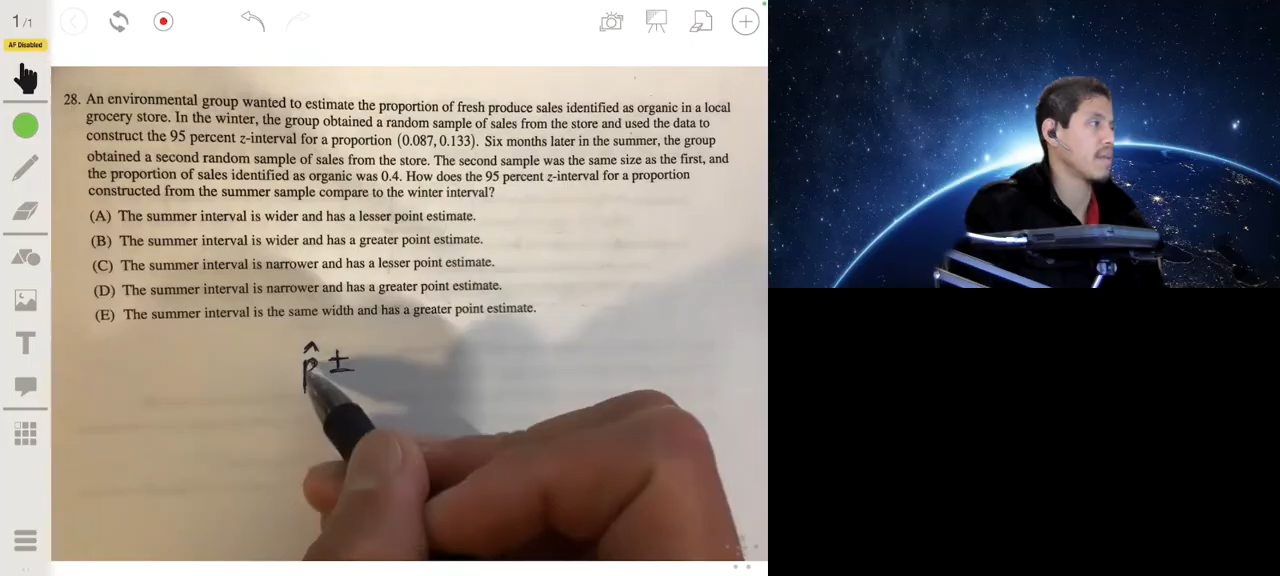 1/1
AF Disabled
28. An environmental group wanted to estimate the proportion of fresh produce sales identified as organic in a local
grocery store. In the winter, the group obtained a random sample of sales from the store and used the data to
construct the 95 percent z-interval for a proportion (0.087, 0.133). Six months later in the summer, the group
obtained a second random sample of sales from the store. The second sample was the same size as the first, and
the proportion of sales identified as organic was 0.4. How does the 95 percent z-interval for a proportion
constructed from the summer sample compare to the winter interval?
(A) The summer interval is wider and has a lesser point estimate.
(B) The summer interval is wider and has a greater point estimate.
(C) The summer interval is narrower and has a lesser point estimate.
(D) The summer interval is narrower and has a greater point estimate.
(E) The summer interval is the same width and has a greater point estimate.
p̂ ±
T